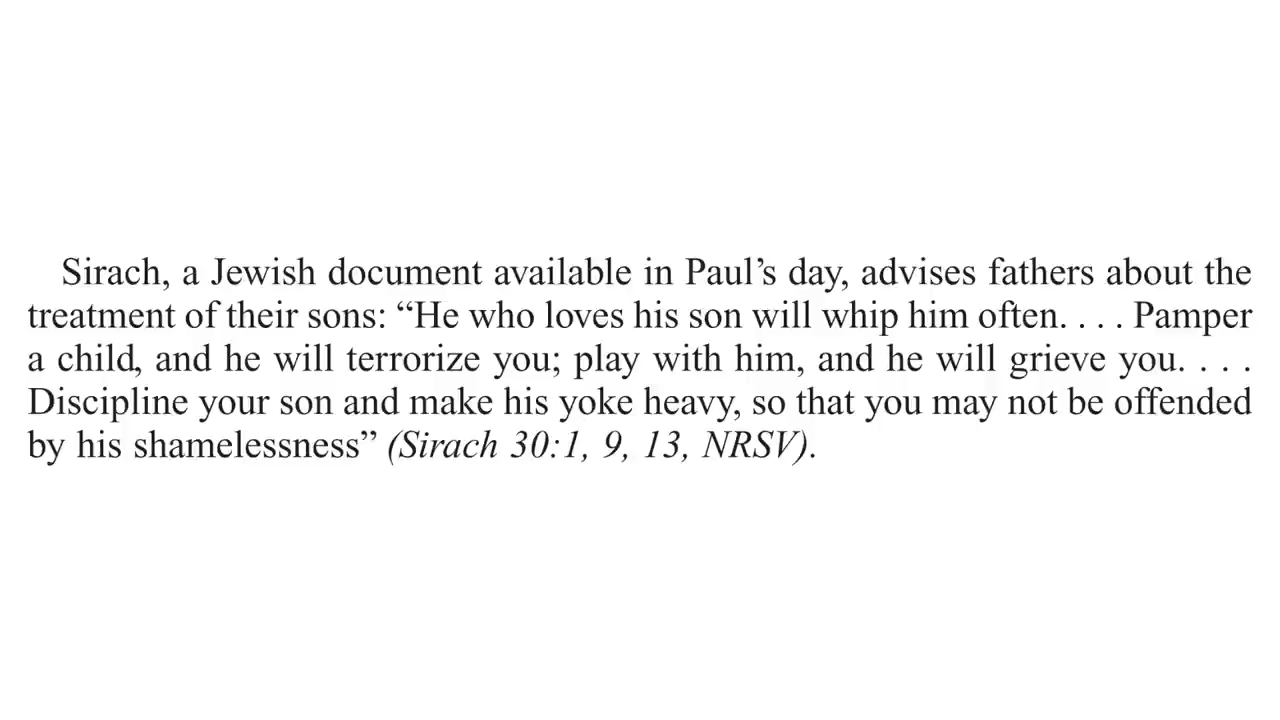 Sirach, a Jewish document available in Paul’s day, advises fathers about the
treatment of their sons: “He who loves his son will whip him often. . . . Pamper
a child, and he will terrorize you; play with him, and he will grieve you. . . .
Discipline your son and make his yoke heavy, so that you may not be offended
by his shamelessness” (Sirach 30:1, 9, 13, NRSV).